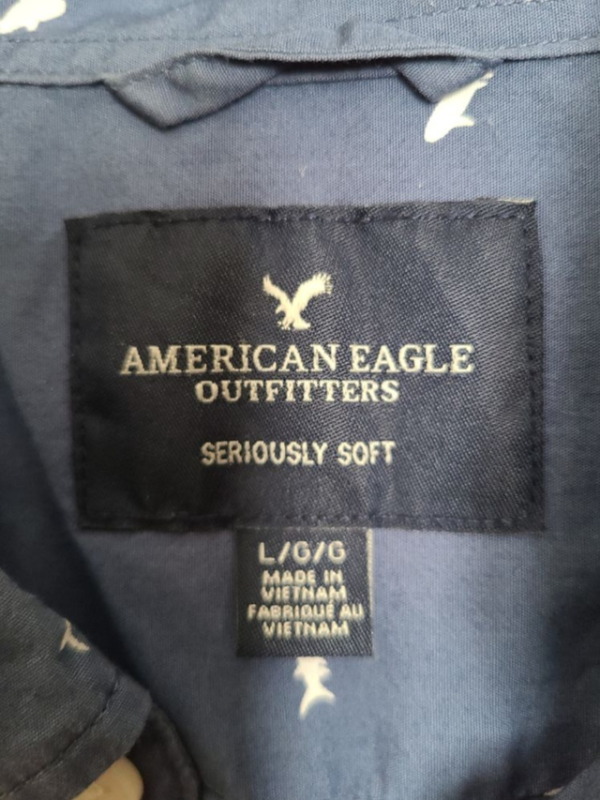 AMERICAN EAGLE
OUTFITTERS
SERIOUSLY SOFT
L/G/G
MADE IN
VIETNAM
FABRIQUÉ AU
VIETNAM